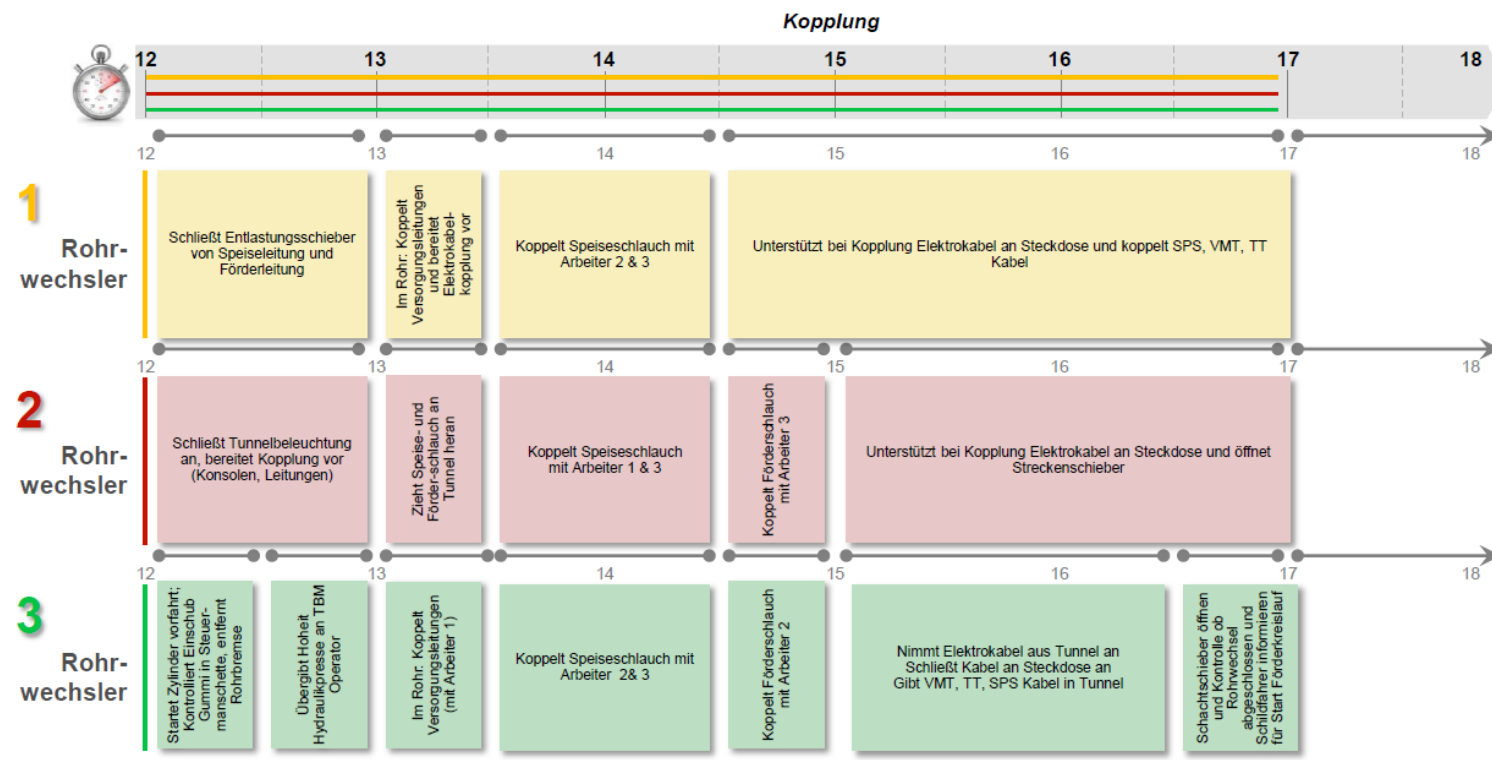 Kopplung
12 13 14 15 16 17 18
12 13 14 15 16 17 18
1
Rohr-
wechsler
Schließt Entlastungsschieber
von Speiseleitung und
Förderleitung
Im Rohr: Koppelt
Versorgungsleitungen
und bereitet
Elektrokabel-
kopplung vor
Koppelt Speiseschlauch mit
Arbeiter 2 & 3
Unterstützt bei Kopplung Elektrokabel an Steckdose und koppelt SPS, VMT, TT
Kabel
12 13 14 15 16 17 18
2
Rohr-
wechsler
Schließt Tunnelbeleuchtung
an, bereitet Kopplung vor
(Konsolen, Leitungen)
Zieht Speise- und
Förder-schlauch an
Tunnel heran
Koppelt Speiseschlauch
mit Arbeiter 1 & 3
Koppelt Förderschlauch
mit Arbeiter 3
Unterstützt bei Kopplung Elektrokabel an Steckdose und öffnet
Streckenschieber
12 13 14 15 16 17 18
3
Rohr-
wechsler
Startet Zylinder vorfahrt;
Kontrolliert Einschub
Gummi in Steuer-
manschette, entfernt
Rohrbremse
Übergibt Hoheit
Hydraulikpresse an TBM
Operator
Im Rohr: Koppelt
Versorgungsleitungen
(mit Arbeiter 1)
Koppelt Speiseschlauch mit
Arbeiter 2& 3
Koppelt Förderschlauch
mit Arbeiter 2
Nimmt Elektrokabel aus Tunnel an
Schließt Kabel an Steckdose an
Gibt VMT, TT, SPS Kabel in Tunnel
Schachtschieber öffnen
und Kontrolle ob
Rohrwechsel
abgeschlossen und
Schildfahrer informieren
für Start Förderkreislauf